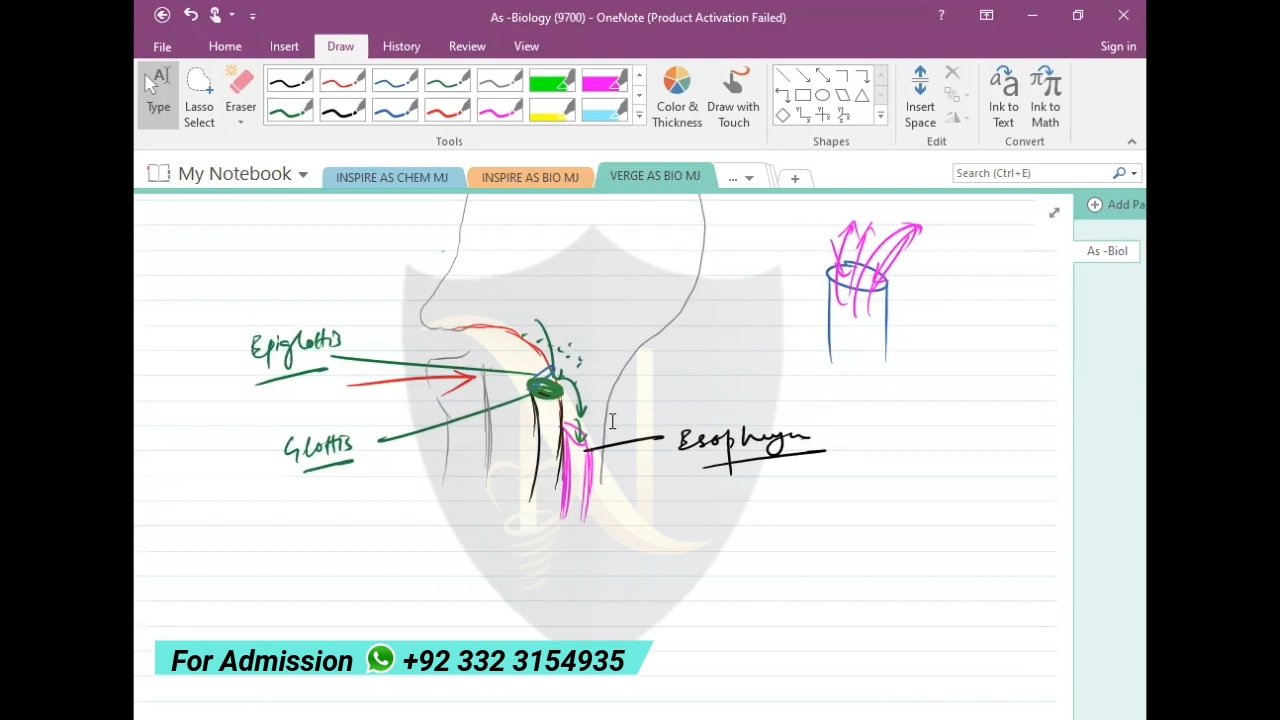 As -Biology (9700) - OneNote (Product Activation Failed)
?
File
Home
Insert
Draw
History
Review
View
Sign in
Type
Lasso Select
Eraser
Color & Thickness
Draw with Touch
Insert Space
Ink to Text
Ink to Math
Tools
Shapes
Edit
Convert
My Notebook
INSPIRE AS CHEM MJ
INSPIRE AS BIO MJ
VERGE AS BIO MJ
...
Search (Ctrl+E)
Add Pa
As -Biol
Epiglottis
Glottis
For Admission +92 332 3154935